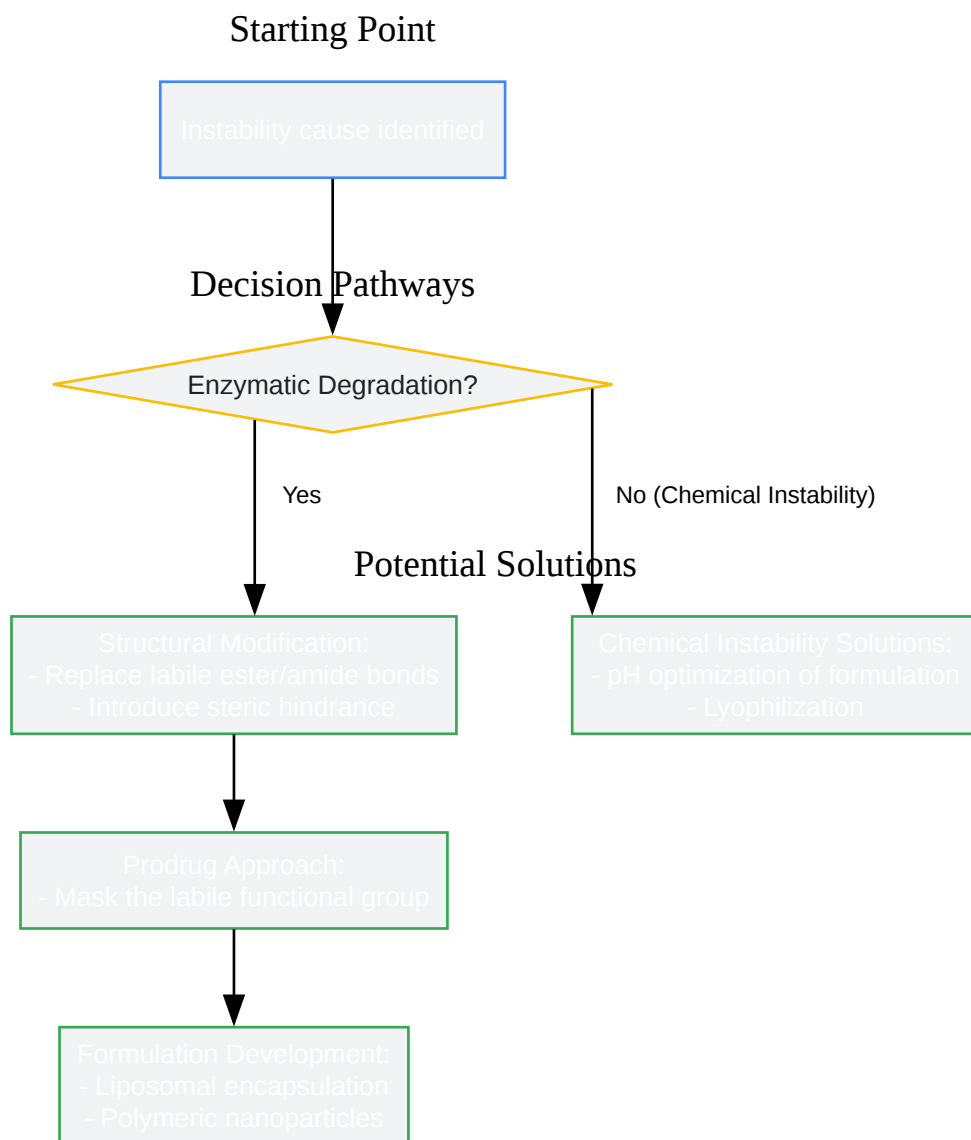 Starting Point
Instability cause identified
Decision Pathways
Enzymatic Degradation?
Yes
No (Chemical Instability)
Potential Solutions
Structural Modification:
- Replace labile ester/amide bonds
- Introduce steric hindrance
Chemical Instability Solutions:
- pH optimization of formulation
- Lyophilization
Prodrug Approach:
- Mask the labile functional group
Formulation Development:
- Liposomal encapsulation
- Polymeric nanoparticles